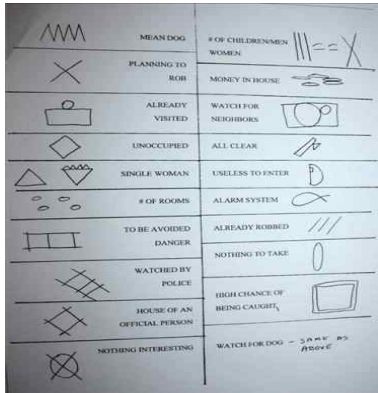 MEAN DOG
PLANNING TO
ROB
ALREADY
VISITED
UNOCCUPIED
SINGLE WOMAN
# OF ROOMS
TO BE AVOIDED
DANGER
WATCHED BY
POLICE
HOUSE OF AN
OFFICIAL PERSON
NOTHING INTERESTING
# OF CHILDREN/MEN
WOMEN
MONEY IN HOUSE
WATCH FOR
NEIGHBORS
ALL CLEAR
USELESS TO ENTER
ALARM SYSTEM
ALREADY ROBBED
NOTHING TO TAKE
HIGH CHANCE OF
BEING CAUGHT
WATCH FOR DOG - SAME AS
ABOVE